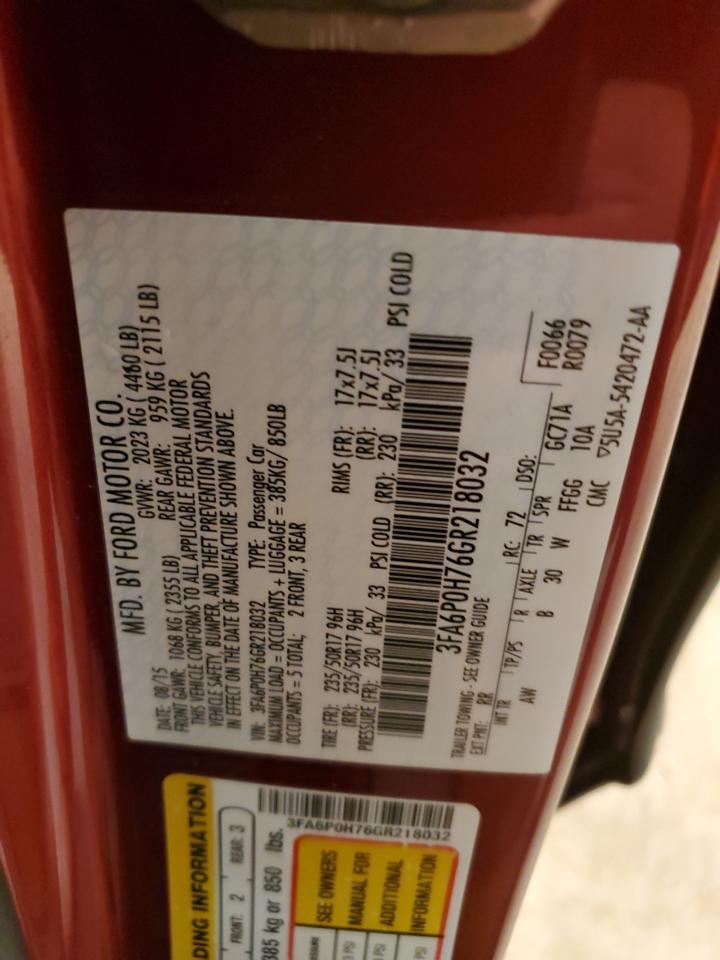 MFD. BY FORD MOTOR CO.
DATE: 08/15 GVWR: 2023 KG ( 4460 LB)
FRONT GAWR: 1068 KG ( 2355 LB) REAR GAWR: 959 KG ( 2115 LB)
THIS VEHICLE CONFORMS TO ALL APPLICABLE FEDERAL MOTOR
VEHICLE SAFETY, BUMPER, AND THEFT PREVENTION STANDARDS
IN EFFECT ON THE DATE OF MANUFACTURE SHOWN ABOVE.
VIN: 3FA6P0H76GR218032 TYPE: Passenger Car
MAXIMUM LOAD = OCCUPANTS + LUGGAGE = 385KG/ 850LB
OCCUPANTS = 5 TOTAL; 2 FRONT, 3 REAR
TIRE (FR): 235/50R17 96H RIMS (FR): 17x7.5J
(RR): 235/50R17 96H (RR): 17x7.5J
PRESSURE (FR): 230 kPa/ 33 PSI COLD (RR): 230 kPa/ 33 PSI COLD
3FA6P0H76GR218032
TRAILER TOWING - SEE OWNER GUIDE
EXT PNT: RR RC: 72 DSO: F0066
R0079
INT TR TP/PS R AXLE TR SPR
AW B 30 W FFGG GC71A
10A
CMC ▽5U5A-5420472-AA
3FA6P0H76GR218032
DING INFORMATION
FRONT: 2 REAR: 3
385 kg or 850 lbs.
SEE OWNERS
MANUAL FOR
ADDITIONAL
INFORMATION
PSI
PSI